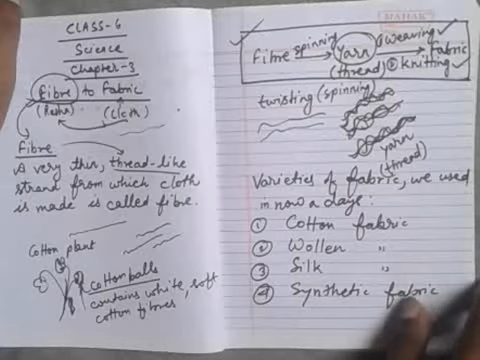 CLASS-6
Science
Chapter-3
Fibre to Fabric
(Resha) (Cloth)
Fibre
A very thin, thread-like
strand from which cloth
is made is called fibre.
Cotton plant
Cotton balls
contains white, soft
cotton fibres,
MAHAK
Fibre spinning Yarn ① weaving Fabric
(thread) ② knitting
twisting (spinning)
yarn
(thread)
Varieties of fabric, we used
in now a days:
① Cotton fabric
② Wollen "
③ Silk "
④ Synthetic fabric